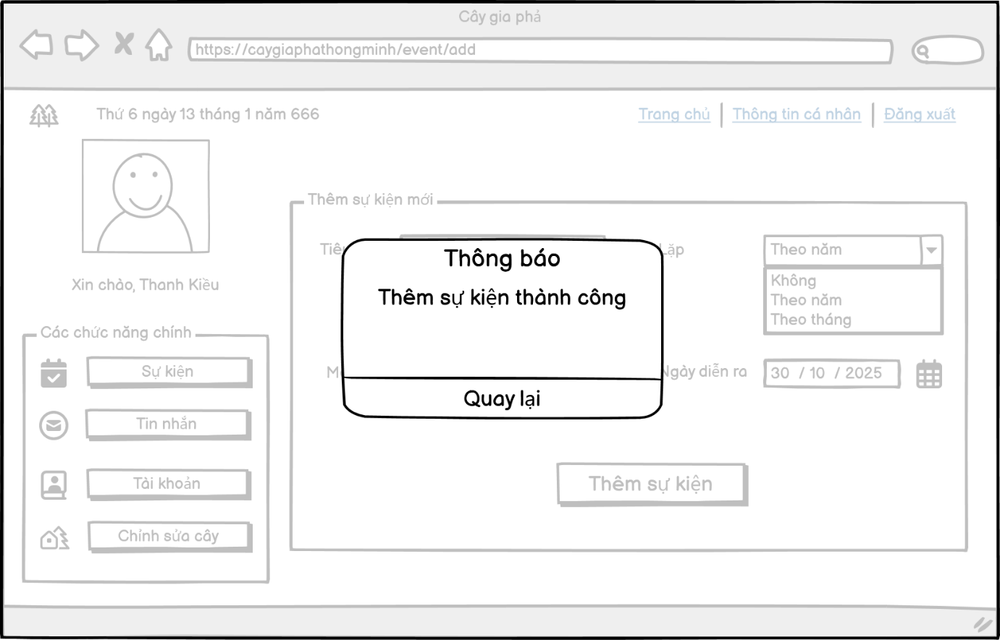 Cây gia phả
https://caygiaphathongminh/event/add
Thứ 6 ngày 13 tháng 1 năm 666
Trang chủ
Thông tin cá nhân
Đăng xuất
Xin chào, Thanh Kiều
Các chức năng chính
Sự kiện
Tin nhắn
Tài khoản
Chỉnh sửa cây
Thêm sự kiện mới
Lặp
Theo năm
Không
Theo năm
Theo tháng
Ngày diễn ra
30 / 10 / 2025
Thêm sự kiện
Thông báo
Thêm sự kiện thành công
Quay lại